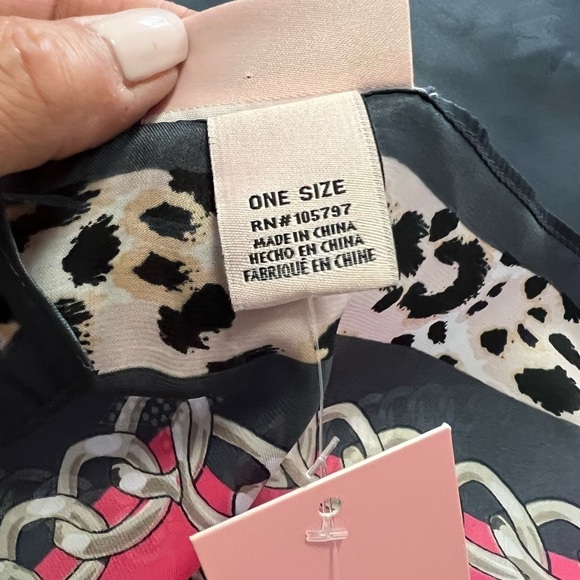 ONE SIZE
RN# 105797
MADE IN CHINA
HECHO EN CHINA
FABRIQUÉ EN CHINE